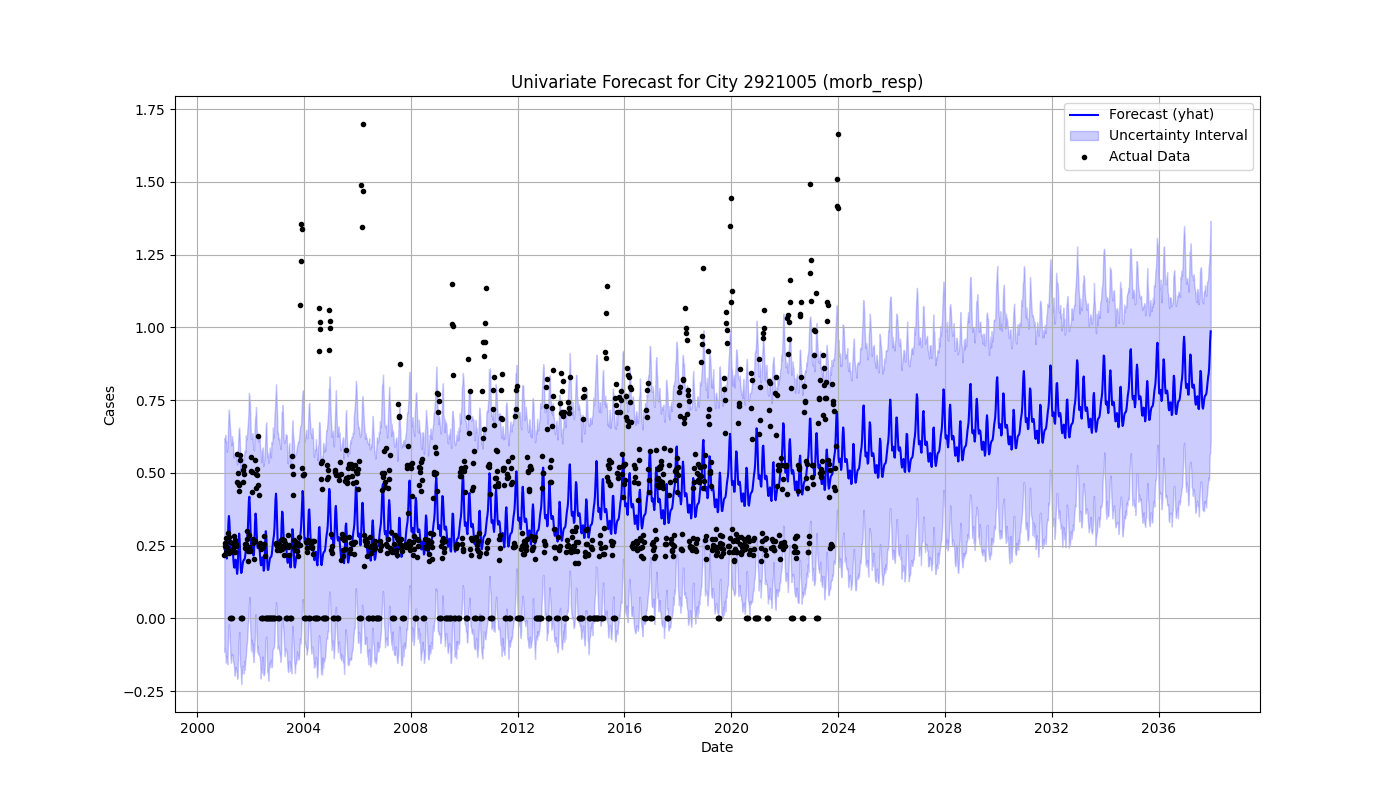 Univariate Forecast for City 2921005 (morb_resp)
Forecast (yhat)
Uncertainty Interval
Actual Data
Cases
1.75
1.50
1.25
1.00
0.75
0.50
0.25
0.00
−0.25
2000 2004 2008 2012 2016 2020 2024 2028 2032 2036
Date